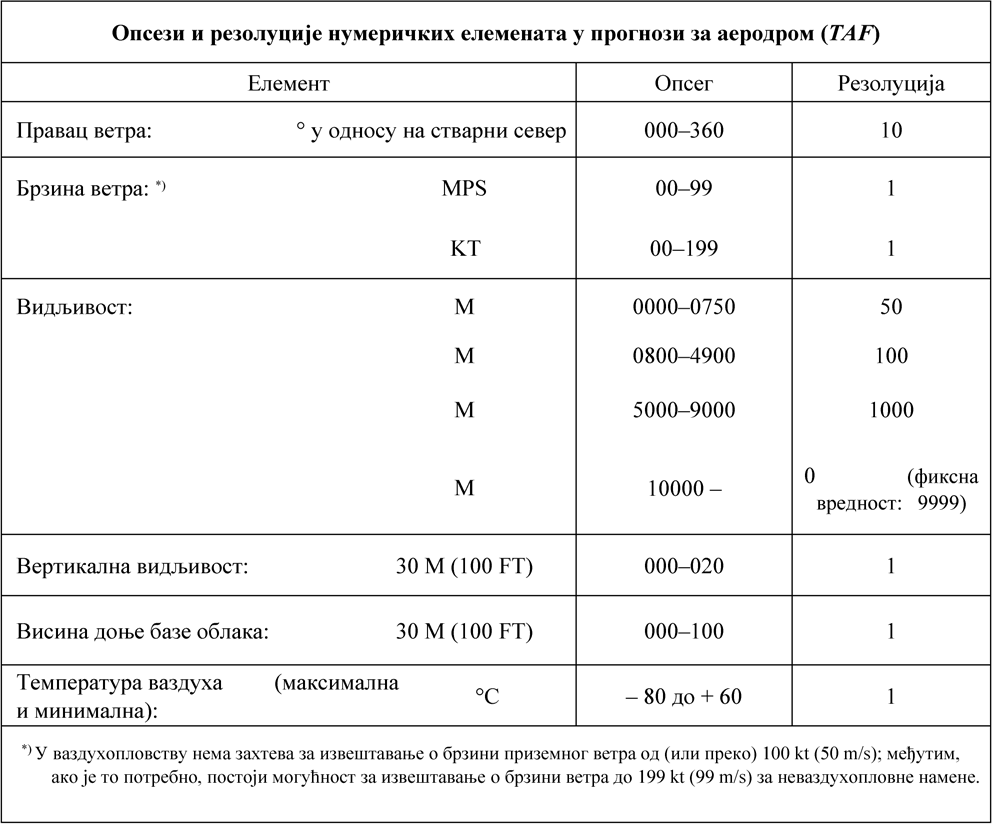 Опсези и резолуције нумеричких елемената у прогнози за аеродром (TAF)
Елемент Опсег Резолуција
Правац ветра: ° у односу на стварни север 000–360 10
Брзина ветра: *) MPS 00–99 1
KT 00–199 1
Видљивост: M 0000–0750 50
M 0800–4900 100
M 5000–9000 1000
M 10000 – 0 (фиксна
вредност: 9999)
Вертикална видљивост: 30 M (100 FT) 000–020 1
Висина доње базе облака: 30 M (100 FT) 000–100 1
Температура ваздуха (максимална
и минимална): °C – 80 до + 60 1
*) У ваздухопловству нема захтева за извештавање о брзини приземног ветра од (или преко) 100 kt (50 m/s); међутим,
ако је то потребно, постоји могућност за извештавање о брзини ветра до 199 kt (99 m/s) за неваздухопловне намене.